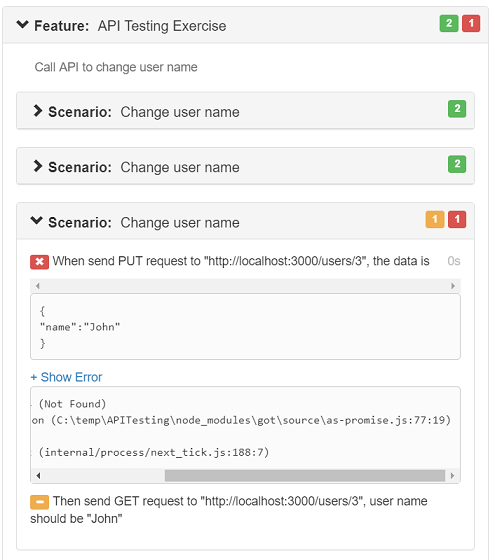 Feature: API Testing Exercise 2 1
Call API to change user name
Scenario: Change user name 2
Scenario: Change user name 2
Scenario: Change user name 1 1
When send PUT request to "http://localhost:3000/users/3", the data is 0s
{
"name":"John"
}
+ Show Error
(Not Found)
on (C:\temp\APITesting\node_modules\got\source\as-promise.js:77:19)
(internal/process/next_tick.js:188:7)
Then send GET request to "http://localhost:3000/users/3", user name
should be "John"